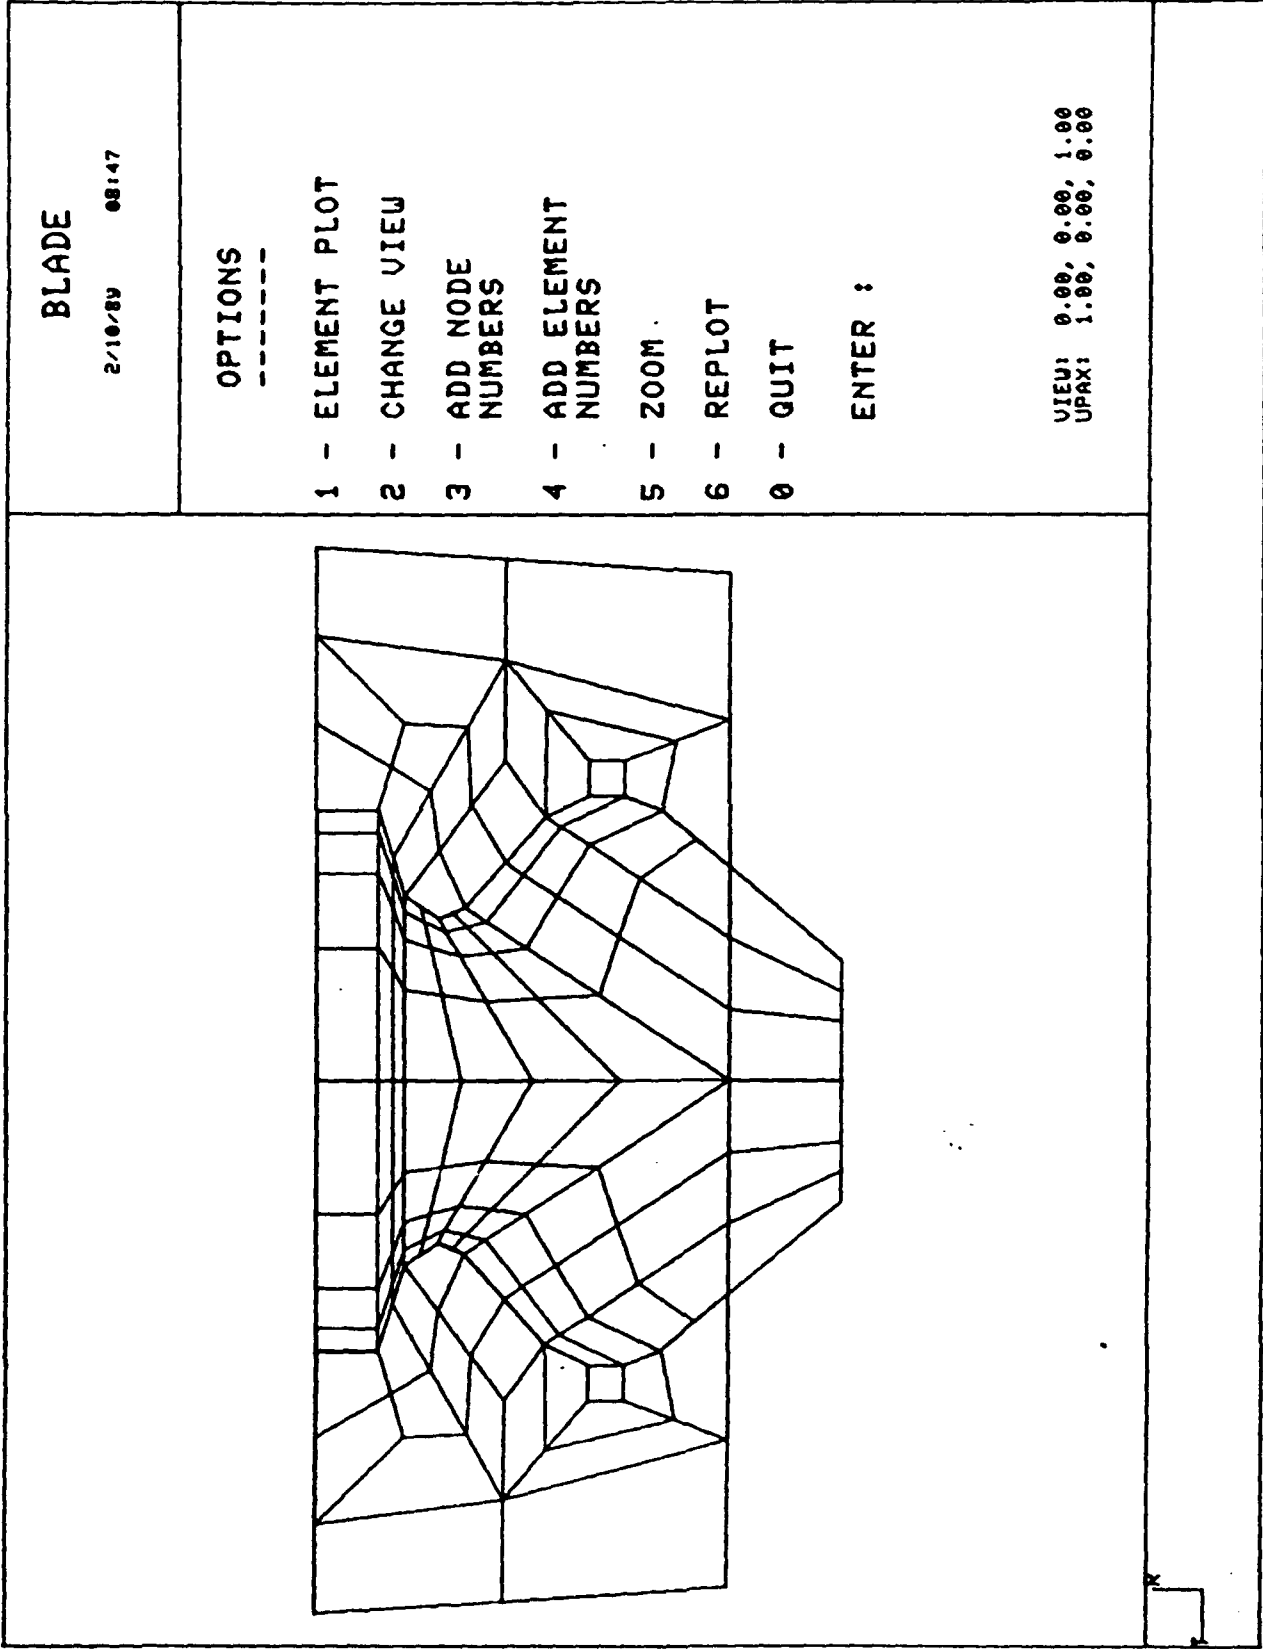 BLADE
2/10/89 08:47
OPTIONS
-------
1 - ELEMENT PLOT
2 - CHANGE VIEW
3 - ADD NODE
NUMBERS
4 - ADD ELEMENT
NUMBERS
5 - ZOOM
6 - REPLOT
0 - QUIT
ENTER :
VIEW: 0.00, 0.00, 1.00
UPAX: 1.00, 0.00, 0.00
X